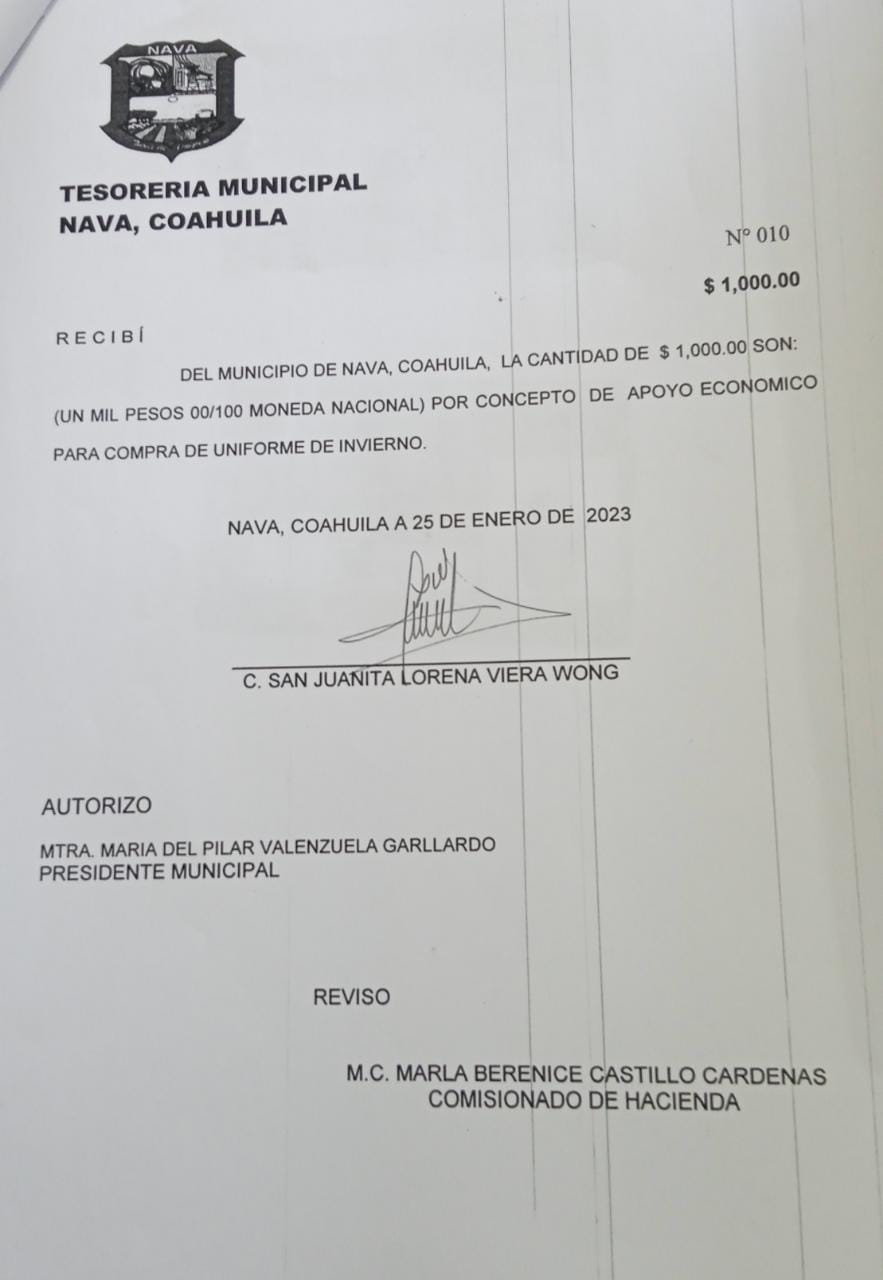 NAVA
TESORERIA MUNICIPAL
NAVA, COAHUILA
Nº 010
$ 1,000.00
RECIBÍ
DEL MUNICIPIO DE NAVA, COAHUILA, LA CANTIDAD DE $ 1,000.00 SON:
(UN MIL PESOS 00/100 MONEDA NACIONAL) POR CONCEPTO DE APOYO ECONOMICO
PARA COMPRA DE UNIFORME DE INVIERNO.
NAVA, COAHUILA A 25 DE ENERO DE 2023
C. SAN JUANITA LORENA VIERA WONG
AUTORIZO
MTRA. MARIA DEL PILAR VALENZUELA GARLLARDO
PRESIDENTE MUNICIPAL
REVISO
M.C. MARLA BERENICE CASTILLO CARDENAS
COMISIONADO DE HACIENDA